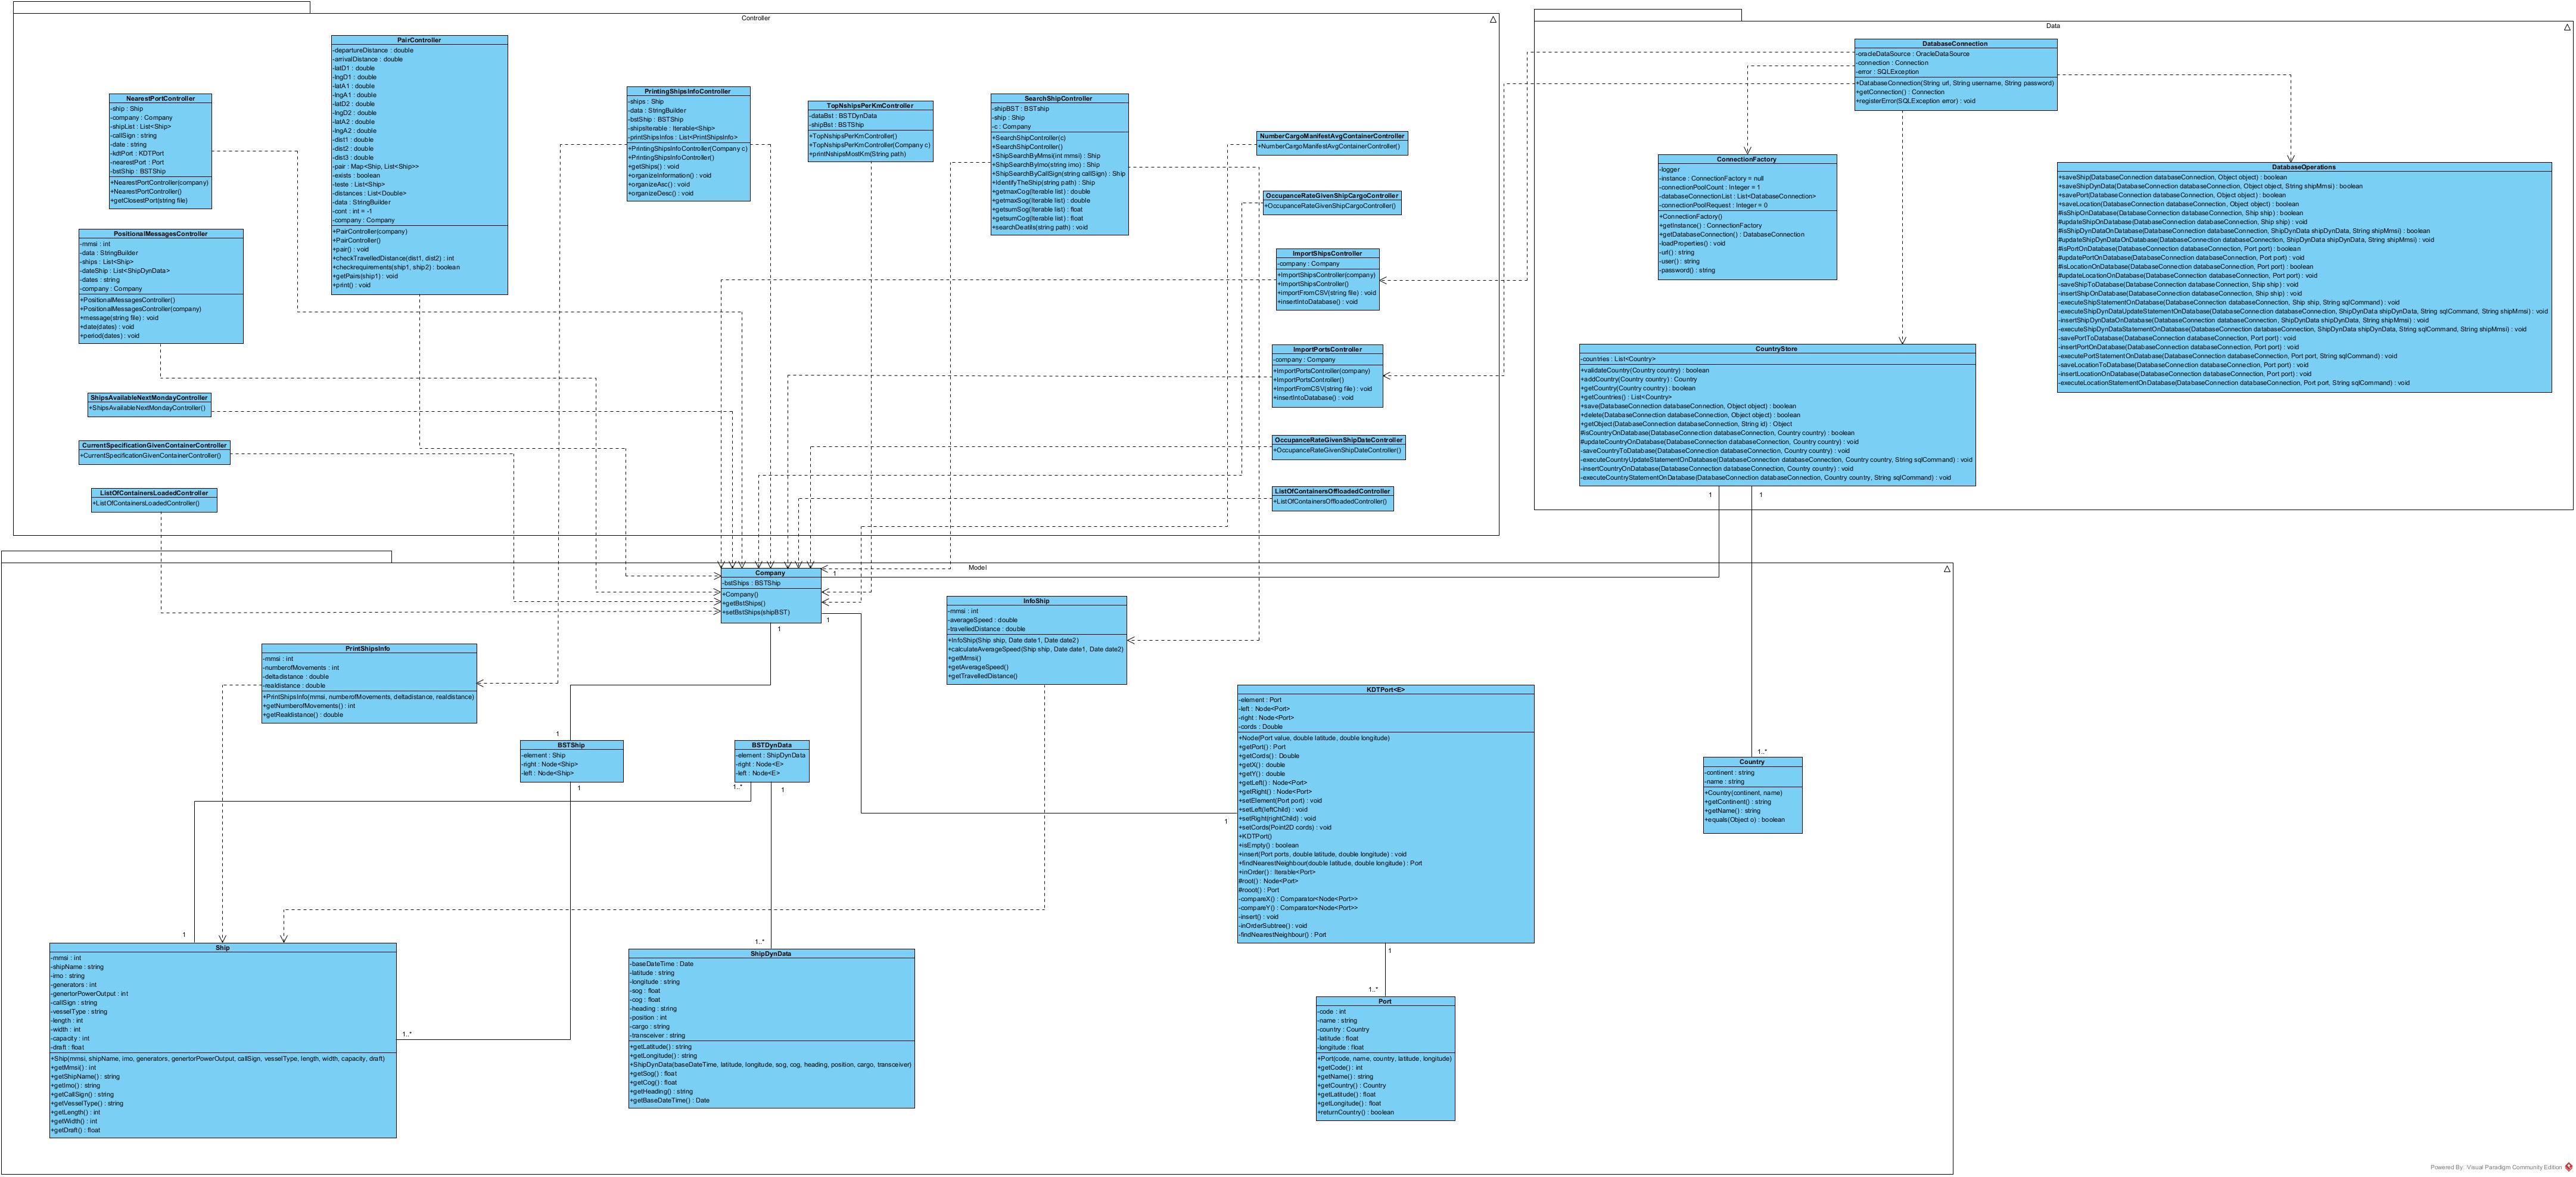 Controller
PairController
-departureDistance : double
-arrivalDistance : double
-latD1 : double
-lngD1 : double
-latA1 : double
-lngA1 : double
-latD2 : double
-lngD2 : double
-latA2 : double
-lngA2 : double
-dist1 : double
-dist2 : double
-dist3 : double
-pair : Map<Ship, List<Ship>>
-exists : boolean
-teste : List<Ship>
-distances : List<Double>
-data : StringBuilder
-cont : int = -1
-company : Company
+PairController(company)
+PairController()
+pair() : void
+checkTravelledDistance(dist1, dist2) : int
+checkrequirements(ship1, ship2) : boolean
+getPairs(ship1) : void
+print() : void
NearestPortController
-ship : Ship
-company : Company
-shipList : List<Ship>
-callSign : string
-date : string
-kdtPort : KDTPort
-nearestPort : Port
-bstShip : BSTShip
+NearestPortController(company)
+NearestPortController()
+getClosestPort(string file)
PrintingShipsInfoController
-ships : Ship
-data : StringBuilder
-bstShip : BSTShip
-shipsIterable : Iterable<Ship>
-printShipsInfos : List<PrintShipsInfo>
+PrintingShipsInfoController(Company c)
+PrintingShipsInfoController()
+getShips() : void
+organizeInformation() : void
+organizeAsc() : void
+organizeDesc() : void
TopNshipsPerKmController
-dataBst : BSTDynData
-shipBst : BSTShip
+TopNshipsPerKmController()
+TopNshipsPerKmController(Company c)
+printNshipsMostKm(String path)
SearchShipController
-shipBST : BSTship
-ship : Ship
-c : Company
+SearchShipController(c)
+SearchShipController()
+ShipSearchByMmsi(int mmsi) : Ship
+ShipSearchByImo(string imo) : Ship
+ShipSearchByCallSign(string callSign) : Ship
+IdentifyTheShip(string path) : Ship
+getmaxCog(Iterable list) : double
+getmaxSog(Iterable list) : double
+getsumSog(Iterable list) : float
+getsumCog(Iterable list) : float
+searchDeatils(string path) : void
NumberCargoManifestAvgContainerController
+NumberCargoManifestAvgContainerController()
OccupanceRateGivenShipCargoController
+OccupanceRateGivenShipCargoController()
ImportShipsController
-company : Company
+ImportShipsController(company)
+ImportShipsController()
+importFromCSV(string file) : void
+insertIntoDatabase() : void
ImportPortsController
-company : Company
+ImportPortsController(company)
+ImportPortsController()
+ImportFromCSV(string file) : void
+insertIntoDatabase() : void
OccupanceRateGivenShipDateController
+OccupanceRateGivenShipDateController()
ListOfContainersOffloadedController
+ListOfContainersOffloadedController()
PositionalMessagesController
-mmsi : int
-data : StringBuilder
-ships : List<Ship>
-dateShip : List<ShipDynData>
-dates : string
-company : Company
+PositionalMessagesController()
+PositionalMessagesController(company)
+message(string file) : void
+date(dates) : void
+period(dates) : void
ShipsAvailableNextMondayController
+ShipsAvailableNextMondayController()
CurrentSpecificationGivenContainerController
+CurrentSpecificationGivenContainerController()
ListOfContainersLoadedController
+ListOfContainersLoadedController()
Data
DatabaseConnection
-oracleDataSource : OracleDataSource
-connection : Connection
-error : SQLException
+DatabaseConnection(String url, String username, String password)
+getConnection() : Connection
+registerError(SQLException error) : void
ConnectionFactory
-logger
-instance : ConnectionFactory = null
-connectionPoolCount : Integer = 1
-databaseConnectionList : List<DatabaseConnection>
-connectionPoolRequest : Integer = 0
+ConnectionFactory()
+getInstance() : ConnectionFactory
+getDatabaseConnection() : DatabaseConnection
-loadProperties() : void
-url() : string
-user() : string
-password() : string
DatabaseOperations
+saveShip(DatabaseConnection databaseConnection, Object object) : boolean
+saveShipDynData(DatabaseConnection databaseConnection, Object object, String shipMmsi) : boolean
+savePort(DatabaseConnection databaseConnection, Object object) : boolean
+saveLocation(DatabaseConnection databaseConnection, Object object) : boolean
#isShipOnDatabase(DatabaseConnection databaseConnection, Ship ship) : boolean
#updateShipOnDatabase(DatabaseConnection databaseConnection, Ship ship) : void
#isShipDynDataOnDatabase(DatabaseConnection databaseConnection, ShipDynData shipDynData, String shipMmsi) : boolean
#updateShipDynDataOnDatabase(DatabaseConnection databaseConnection, ShipDynData shipDynData, String shipMmsi) : void
#isPortOnDatabase(DatabaseConnection databaseConnection, Port port) : boolean
#updatePortOnDatabase(DatabaseConnection databaseConnection, Port port) : void
#isLocationOnDatabase(DatabaseConnection databaseConnection, Port port) : boolean
#updateLocationOnDatabase(DatabaseConnection databaseConnection, Port port) : void
-saveShipToDatabase(DatabaseConnection databaseConnection, Ship ship) : void
-insertShipOnDatabase(DatabaseConnection databaseConnection, Ship ship) : void
-executeShipStatementOnDatabase(DatabaseConnection databaseConnection, Ship ship, String sqlCommand) : void
-executeShipDynDataUpdateStatementOnDatabase(DatabaseConnection databaseConnection, ShipDynData shipDynData, String sqlCommand, String shipMmsi) : void
-insertShipDynDataOnDatabase(DatabaseConnection databaseConnection, ShipDynData shipDynData, String shipMmsi) : void
-executeShipDynDataStatementOnDatabase(DatabaseConnection databaseConnection, ShipDynData shipDynData, String sqlCommand, String shipMmsi) : void
-savePortToDatabase(DatabaseConnection databaseConnection, Port port) : void
-insertPortOnDatabase(DatabaseConnection databaseConnection, Port port) : void
-executePortStatementOnDatabase(DatabaseConnection databaseConnection, Port port, String sqlCommand) : void
-saveLocationToDatabase(DatabaseConnection databaseConnection, Port port) : void
-insertLocationOnDatabase(DatabaseConnection databaseConnection, Port port) : void
-executeLocationStatementOnDatabase(DatabaseConnection databaseConnection, Port port, String sqlCommand) : void
CountryStore
-countries : List<Country>
+validateCountry(Country country) : boolean
+addCountry(Country country) : Country
+getCountry(Country country) : boolean
+getCountries() : List<Country>
+save(DatabaseConnection databaseConnection, Object object) : boolean
+delete(DatabaseConnection databaseConnection, Object object) : boolean
+getObject(DatabaseConnection databaseConnection, String id) : Object
#isCountryOnDatabase(DatabaseConnection databaseConnection, Country country) : boolean
#updateCountryOnDatabase(DatabaseConnection databaseConnection, Country country) : void
-saveCountryToDatabase(DatabaseConnection databaseConnection, Country country) : void
-executeCountryUpdateStatementOnDatabase(DatabaseConnection databaseConnection, Country country, String sqlCommand) : void
-insertCountryOnDatabase(DatabaseConnection databaseConnection, Country country) : void
-executeCountryStatementOnDatabase(DatabaseConnection databaseConnection, Country country, String sqlCommand) : void
1
1
Model
Company
-bstShips : BSTShip
+Company()
+getBstShips()
+setBstShips(shipBST)
1
1
1
InfoShip
-mmsi : int
-averageSpeed : double
-travelledDistance : double
+InfoShip(Ship ship, Date date1, Date date2)
+calculateAverageSpeed(Ship ship, Date date1, Date date2)
+getMmsi()
+getAverageSpeed()
+getTravelledDistance()
PrintShipsInfo
-mmsi : int
-numberofMovements : int
-deltadistance : double
-realdistance : double
+PrintShipsInfo(mmsi, numberofMovements, deltadistance, realdistance)
+getNumberofMovements() : int
+getRealdistance() : double
1
BSTShip
-element : Ship
-right : Node<Ship>
-left : Node<Ship>
1
BSTDynData
-element : ShipDynData
-right : Node<E>
-left : Node<E>
1..*
1
KDTPort<E>
-element : Port
-left : Node<Port>
-right : Node<Port>
-cords : Double
+Node(Port value, double latitude, double longitude)
+getPort() : Port
+getCords() : Double
+getX() : double
+getY() : double
+getLeft() : Node<Port>
+getRight() : Node<Port>
+setElement(Port port) : void
+setLeft(leftChild) : void
+setRight(rightChild) : void
+setCords(Point2D cords) : void
+KDTPort()
+isEmpty() : boolean
+insert(Port ports, double latitude, double longitude) : void
+findNearestNeighbour(double latitude, double longitude) : Port
+inOrder() : Iterable<Port>
#root() : Node<Port>
#rooot() : Port
-compareX() : Comparator<Node<Port>>
-compareY() : Comparator<Node<Port>>
-insert() : void
-inOrderSubtree() : void
-findNearestNeighbour() : Port
1
1
1..*
Country
-continent : string
-name : string
+Country(continent, name)
+getContinent() : string
+getName() : string
+equals(Object o) : boolean
1
Ship
-mmsi : int
-shipName : string
-imo : string
-generators : int
-genertorPowerOutput : int
-callSign : string
-vesselType : string
-length : int
-width : int
-capacity : int
-draft : float
+Ship(mmsi, shipName, imo, generators, genertorPowerOutput, callSign, vesselType, length, width, capacity, draft)
+getMmsi() : int
+getShipName() : string
+getImo() : string
+getCallSign() : string
+getVesselType() : string
+getLength() : int
+getWidth() : int
+getDraft() : float
1..*
1..*
ShipDynData
-baseDateTime : Date
-latitude : string
-longitude : string
-sog : float
-cog : float
-heading : string
-position : int
-cargo : string
-transceiver : string
+getLatitude() : string
+getLongitude() : string
+ShipDynData(baseDateTime, latitude, longitude, sog, cog, heading, position, cargo, transceiver)
+getSog() : float
+getCog() : float
+getHeading() : string
+getBaseDateTime() : Date
1..*
Port
-code : int
-name : string
-country : Country
-latitude : float
-longitude : float
+Port(code, name, country, latitude, longitude)
+getCode() : int
+getName() : string
+getCountry() : Country
+getLatitude() : float
+getLongitude() : float
+returnCountry() : boolean
Powered By: Visual Paradigm Community Edition